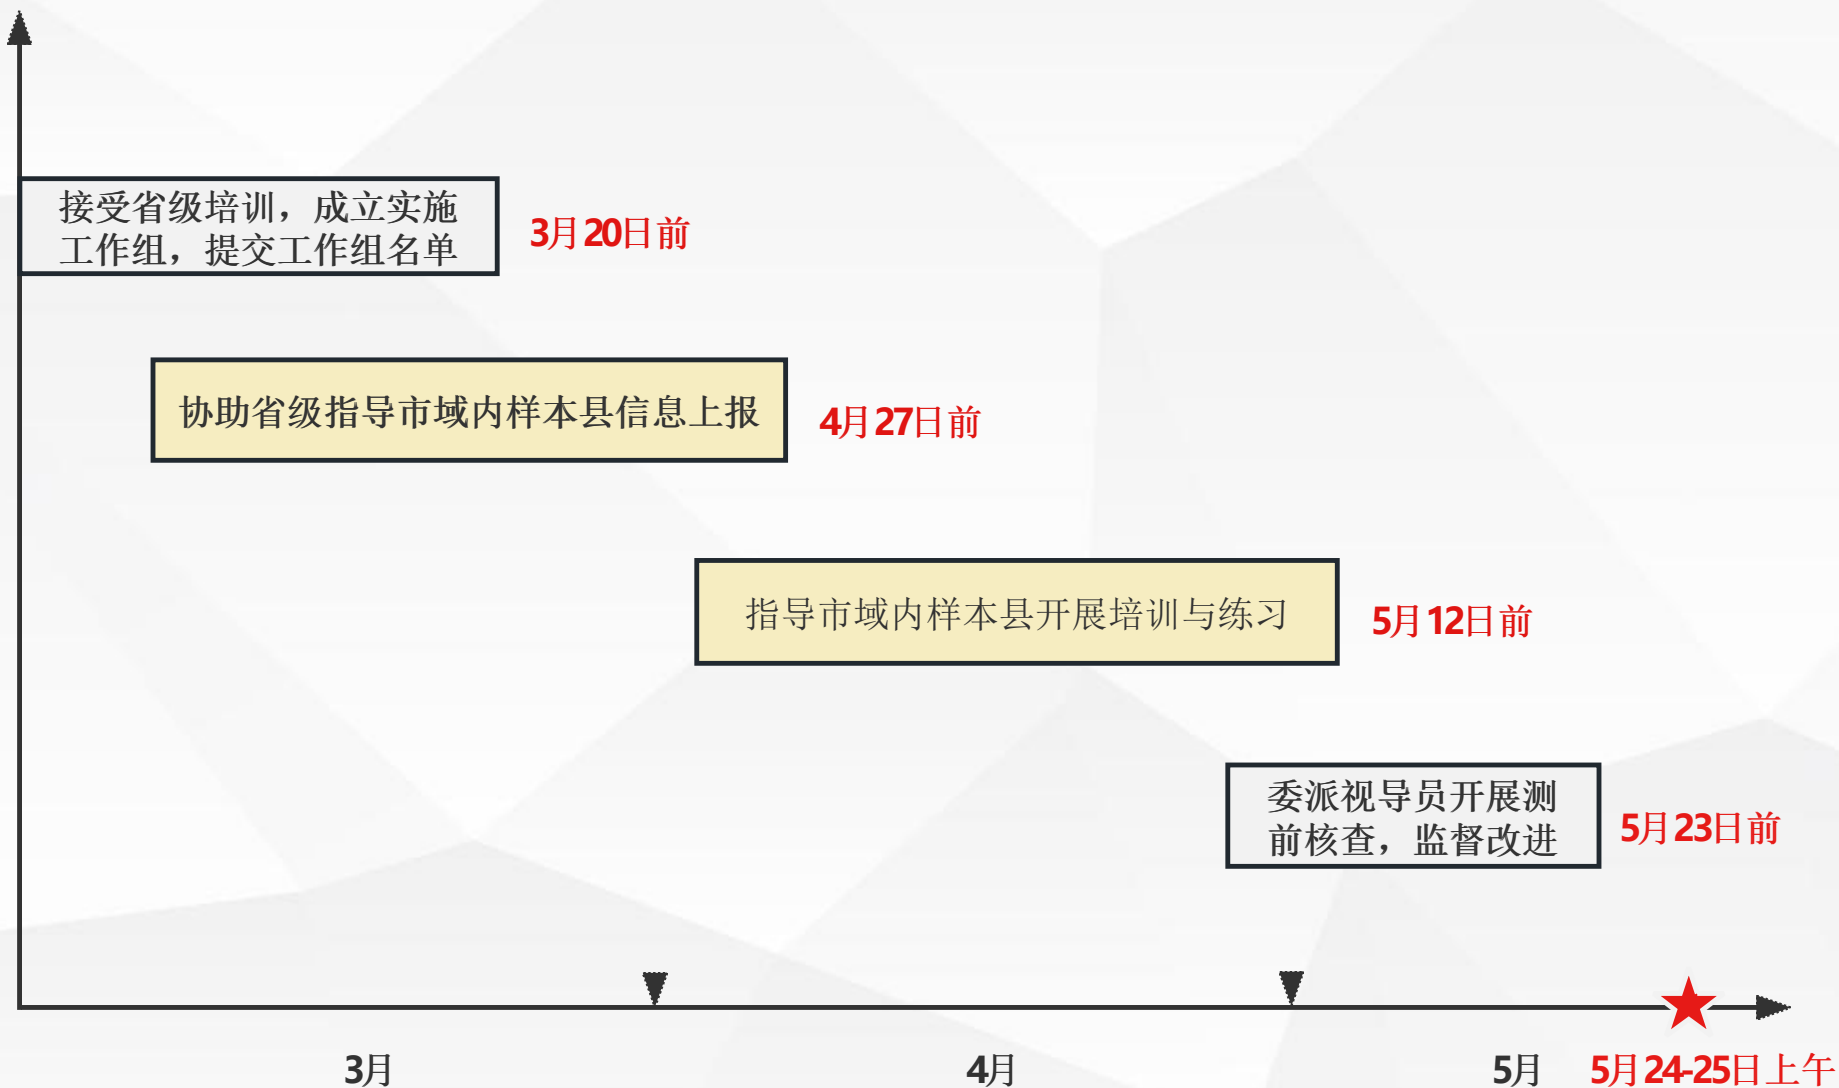 接受省级培训，成立实施
工作组，提交工作组名单
3月20日前
协助省级指导市域内样本县信息上报
4月27日前
指导市域内样本县开展培训与练习
5月12日前
委派视导员开展测
前核查，监督改进
5月23日前
3月
4月
5月
5月24-25日上午